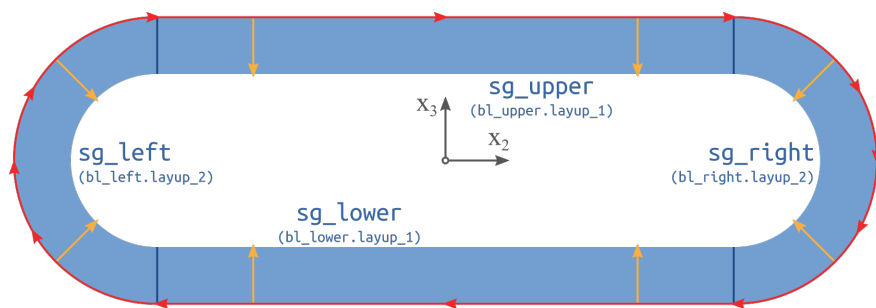 sg_upper
(bl_upper.layup_1)
x3
x2
sg_left
(bl_left.layup_2)
sg_right
(bl_right.layup_2)
sg_lower
(bl_lower.layup_1)